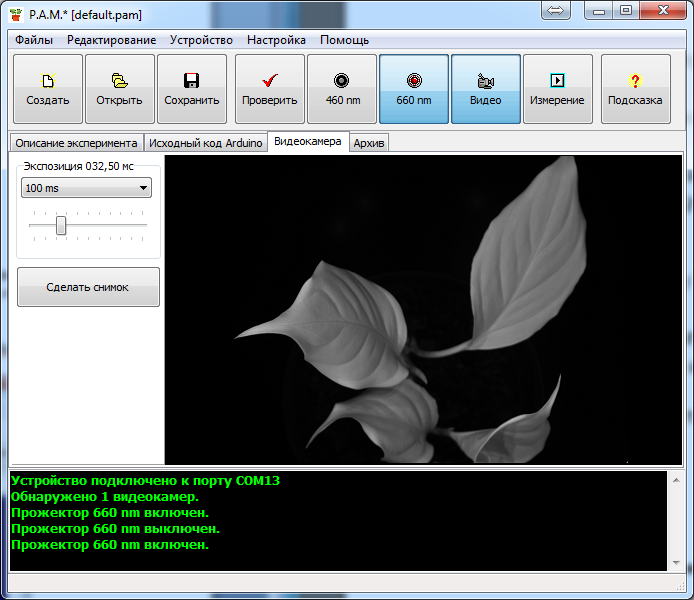 P.A.M.* [default.pam]
Файлы Редактирование Устройство Настройка Помощь
Создать Открыть Сохранить Проверить 460 nm 660 nm Видео Измерение Подсказка
Описание эксперимента Исходный код Arduino Видеокамера Архив
Экспозиция 032,50 мс
100 ms
Сделать снимок
Устройство подключено к порту COM13
Обнаружено 1 видеокамер.
Прожектор 660 nm включен.
Прожектор 660 nm выключен.
Прожектор 660 nm включен.